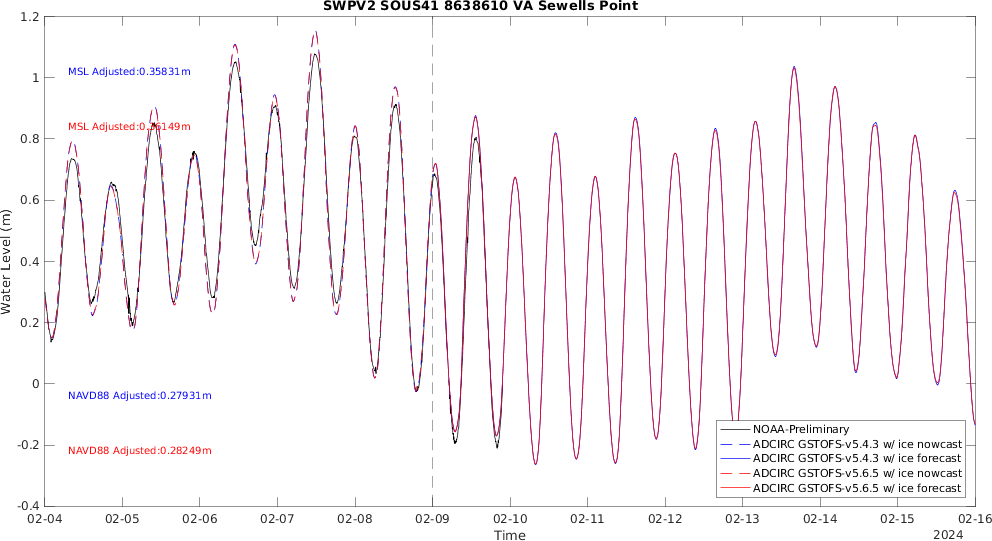 SWPV2 SOUS41 8638610 VA Sewells Point
1.2
1
0.8
0.6
0.4
0.2
0
-0.2
-0.4
Water Level (m)
MSL Adjusted:0.35831m
MSL Adjusted:0.36149m
NAVD88 Adjusted:0.27931m
NAVD88 Adjusted:0.28249m
NOAA-Preliminary
ADCIRC GSTOFS-v5.4.3 w/ ice nowcast
ADCIRC GSTOFS-v5.4.3 w/ ice forecast
ADCIRC GSTOFS-v5.6.5 w/ ice nowcast
ADCIRC GSTOFS-v5.6.5 w/ ice forecast
02-04 02-05 02-06 02-07 02-08 02-09 02-10 02-11 02-12 02-13 02-14 02-15 02-16
Time
2024